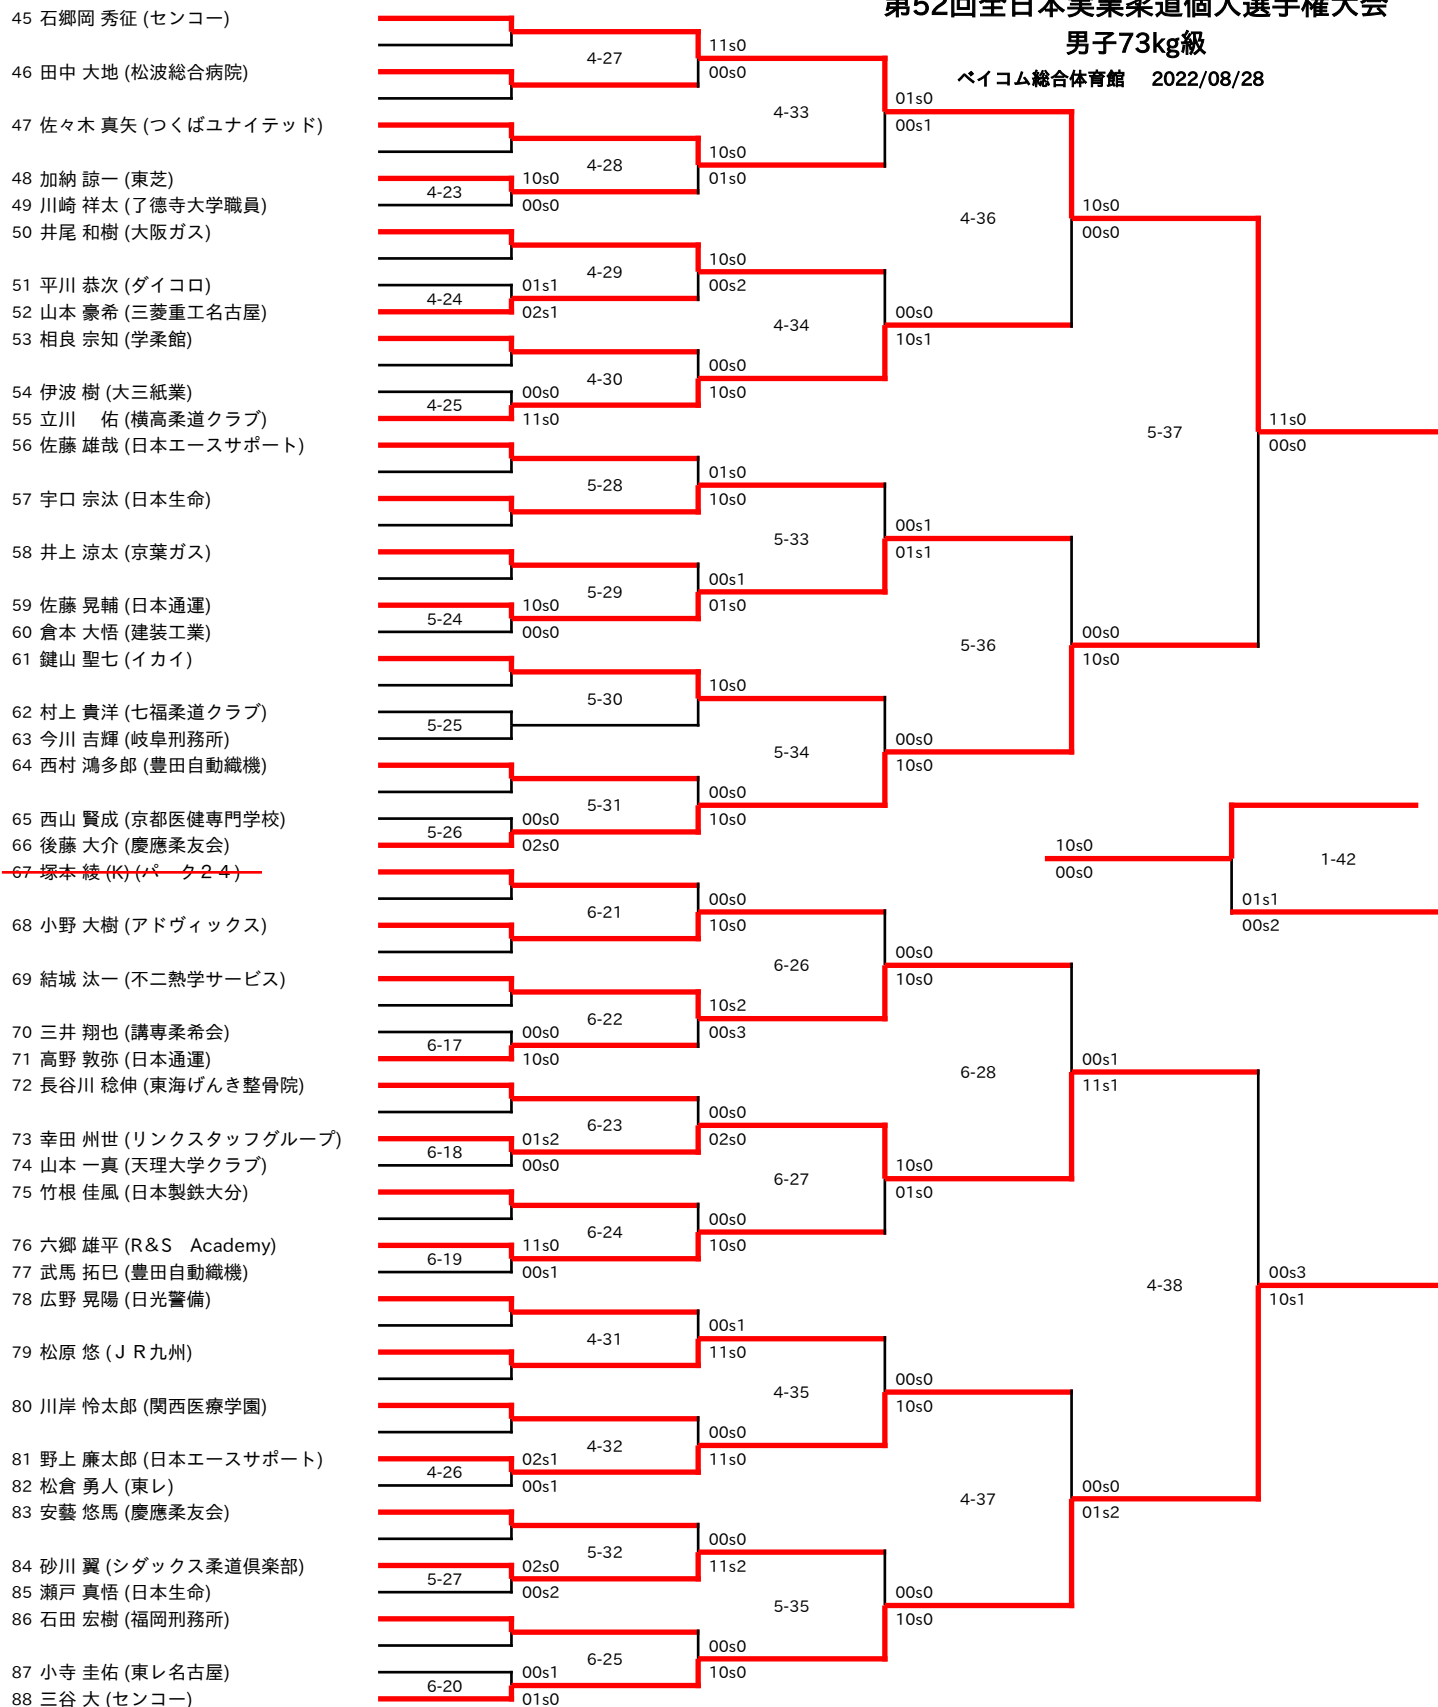 第52回全日本実業柔道個人選手権大会
男子73kg級
ベイコム総合体育館 2022/08/28
45 石郷岡 秀征 (センコー)
46 田中 大地 (松波総合病院)
47 佐々木 真矢 (つくばユナイテッド)
48 加納 諒一 (東芝)
49 川崎 祥太 (了德寺大学職員)
50 井尾 和樹 (大阪ガス)
51 平川 恭次 (ダイコロ)
52 山本 豪希 (三菱重工名古屋)
53 相良 宗知 (学柔館)
54 伊波 樹 (大三紙業)
55 立川 佑 (横高柔道クラブ)
56 佐藤 雄哉 (日本エースサポート)
57 宇口 宗汰 (日本生命)
58 井上 涼太 (京葉ガス)
59 佐藤 晃輔 (日本通運)
60 倉本 大悟 (建装工業)
61 鍵山 聖七 (イカイ)
62 村上 貴洋 (七福柔道クラブ)
63 今川 吉輝 (岐阜刑務所)
64 西村 鴻多郎 (豊田自動織機)
65 西山 賢成 (京都医健専門学校)
66 後藤 大介 (慶應柔友会)
67 塚本 綾 (K) (パーク２４)
68 小野 大樹 (アドヴィックス)
69 結城 汰一 (不二熱学サービス)
70 三井 翔也 (講専柔希会)
71 高野 敦弥 (日本通運)
72 長谷川 稔伸 (東海げんき整骨院)
73 幸田 州世 (リンクスタッフグループ)
74 山本 一真 (天理大学クラブ)
75 竹根 佳風 (日本製鉄大分)
76 六郷 雄平 (R&S Academy)
77 武馬 拓巳 (豊田自動織機)
78 広野 晃陽 (日光警備)
79 松原 悠 (ＪＲ九州)
80 川岸 怜太郎 (関西医療学園)
81 野上 廉太郎 (日本エースサポート)
82 松倉 勇人 (東レ)
83 安藝 悠馬 (慶應柔友会)
84 砂川 翼 (シダックス柔道倶楽部)
85 瀬戸 真悟 (日本生命)
86 石田 宏樹 (福岡刑務所)
87 小寺 圭佑 (東レ名古屋)
88 三谷 大 (センコー)
4-23
10s0
00s0
4-24
01s1
02s1
4-25
00s0
11s0
5-24
10s0
00s0
5-25
5-26
00s0
02s0
6-17
00s0
10s0
6-18
01s2
00s0
6-19
11s0
00s1
4-26
02s1
00s1
5-27
02s0
00s2
6-20
00s1
01s0
4-27
11s0
00s0
4-28
10s0
01s0
4-29
10s0
00s2
4-30
00s0
10s0
5-28
01s0
10s0
5-29
00s1
01s0
5-30
10s0
5-31
00s0
10s0
6-21
00s0
10s0
6-22
10s2
00s3
6-23
00s0
02s0
6-24
00s0
10s0
4-31
00s1
11s0
4-32
00s0
11s0
5-32
00s0
11s2
6-25
00s0
10s0
4-33
01s0
00s1
4-34
00s0
10s1
5-33
00s1
01s1
5-34
00s0
10s0
6-26
00s0
10s0
6-27
10s0
01s0
4-35
00s0
10s0
5-35
00s0
10s0
4-36
10s0
00s0
5-36
00s0
10s0
6-28
00s1
11s1
4-37
00s0
01s2
5-37
11s0
00s0
4-38
00s3
10s1
10s0
00s0
1-42
01s1
00s2